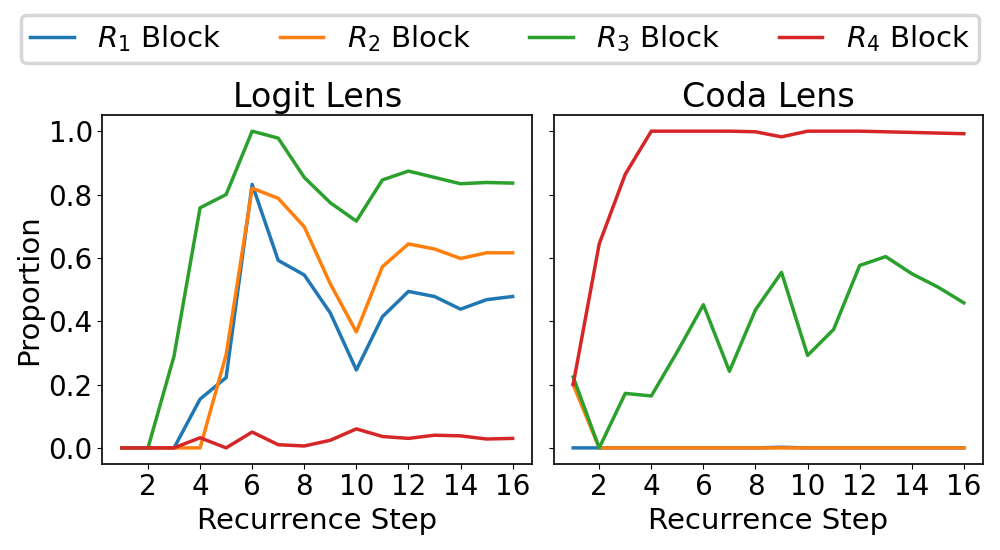 R₁ Block R₂ Block R₃ Block R₄ Block
Logit Lens Coda Lens
Proportion
1.0
0.8
0.6
0.4
0.2
0.0
2 4 6 8 10 12 14 16 2 4 6 8 10 12 14 16
Recurrence Step Recurrence Step